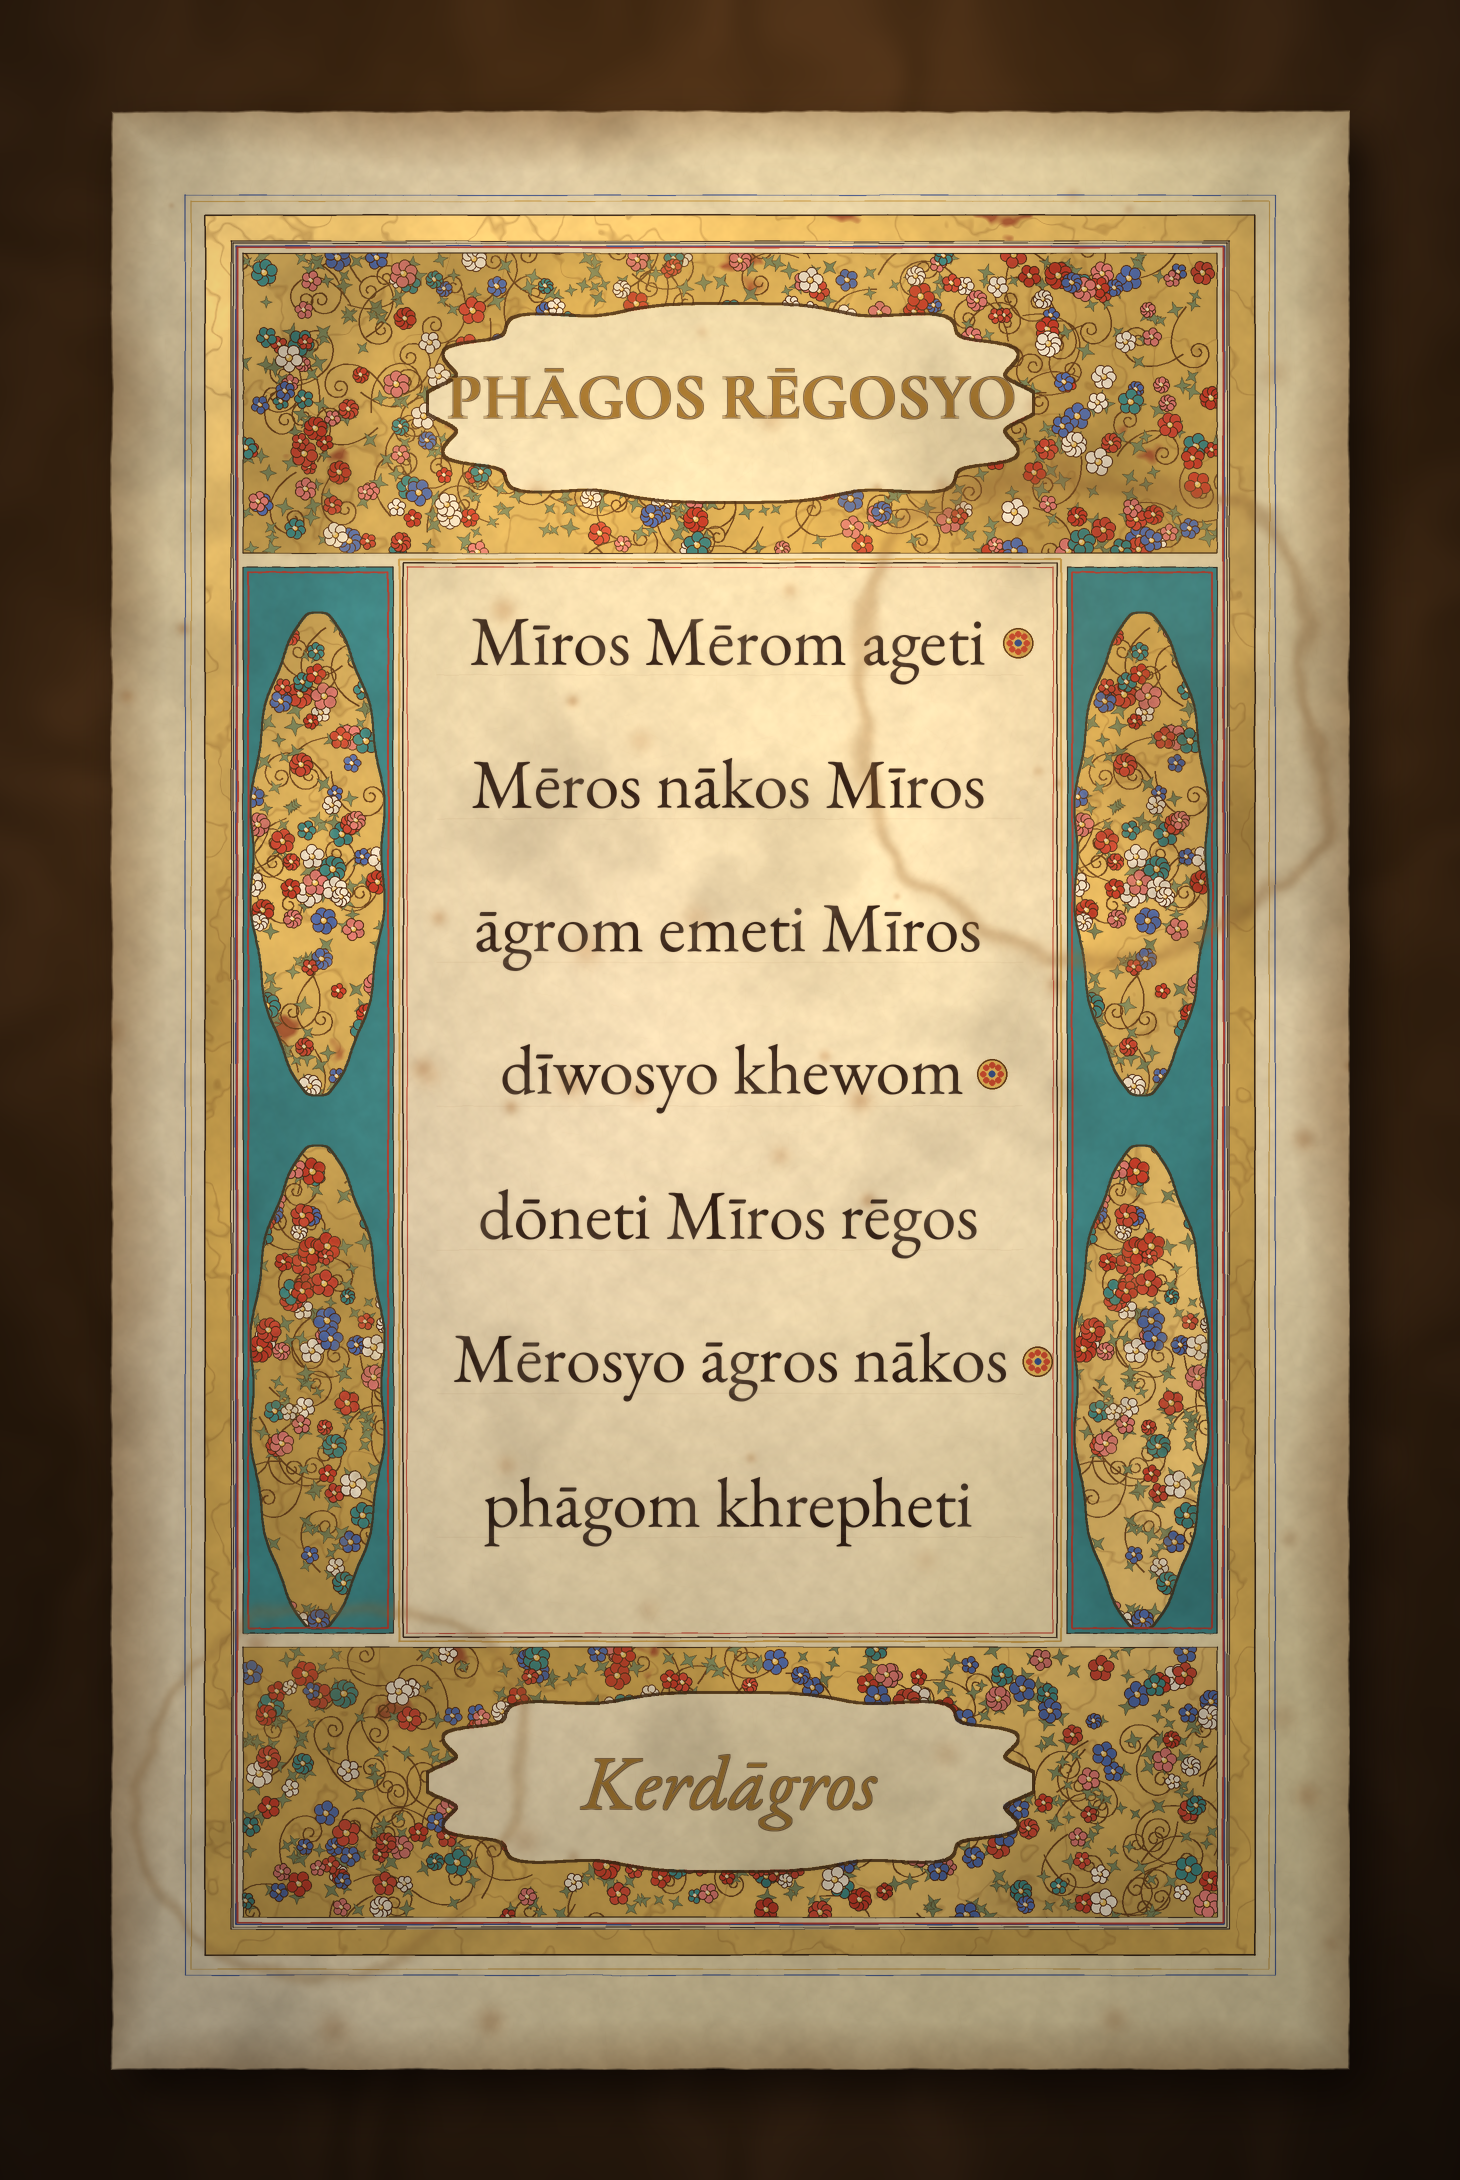 PHĀGOS RĒGOSYO
Mīros Mērom ageti
Mēros nākos Mīros
āgrom emeti Mīros
dīwosyo khewom
dōneti Mīros rēgos
Mērosyo āgros nākos
phāgom khrepheti
Kerdāgros